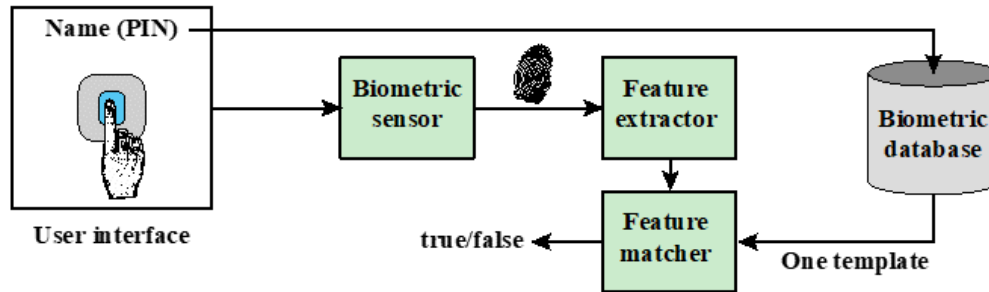 Name (PIN)
Biometric
sensor
Feature
extractor
Biometric
database
User interface
true/false
Feature
matcher
One template